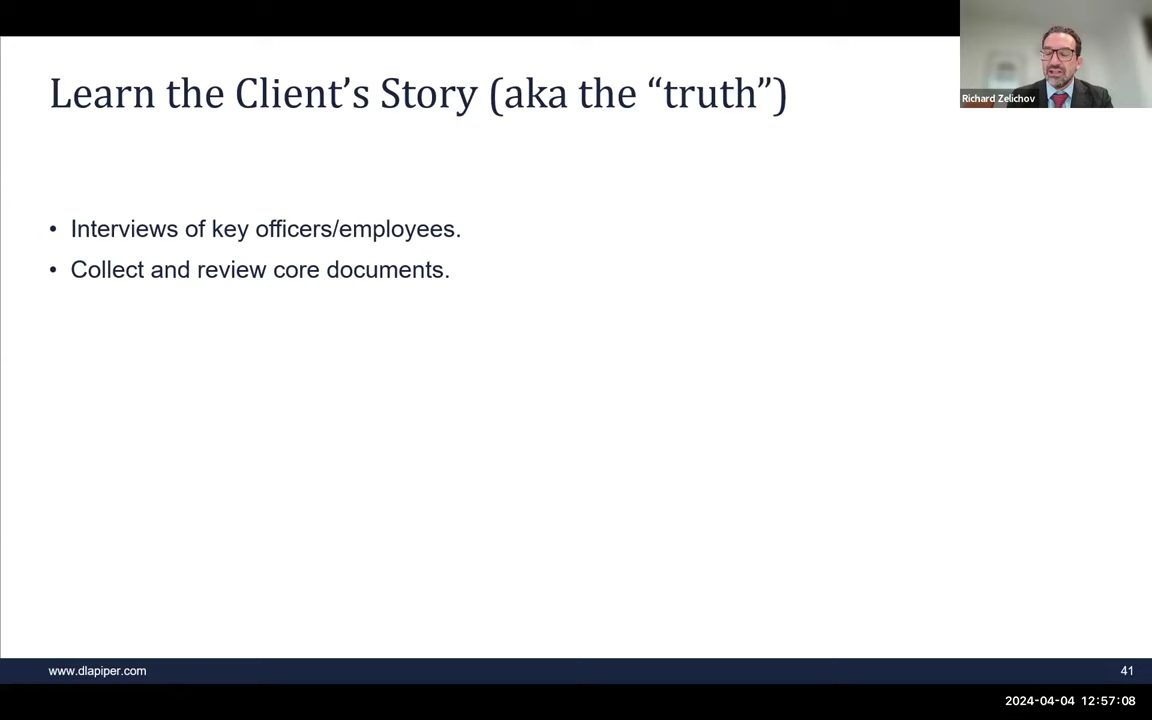 Learn the Client’s Story (aka the “truth”)
Richard Zelichov
• Interviews of key officers/employees.
• Collect and review core documents.
www.dlapiper.com
41
2024-04-04 12:57:08